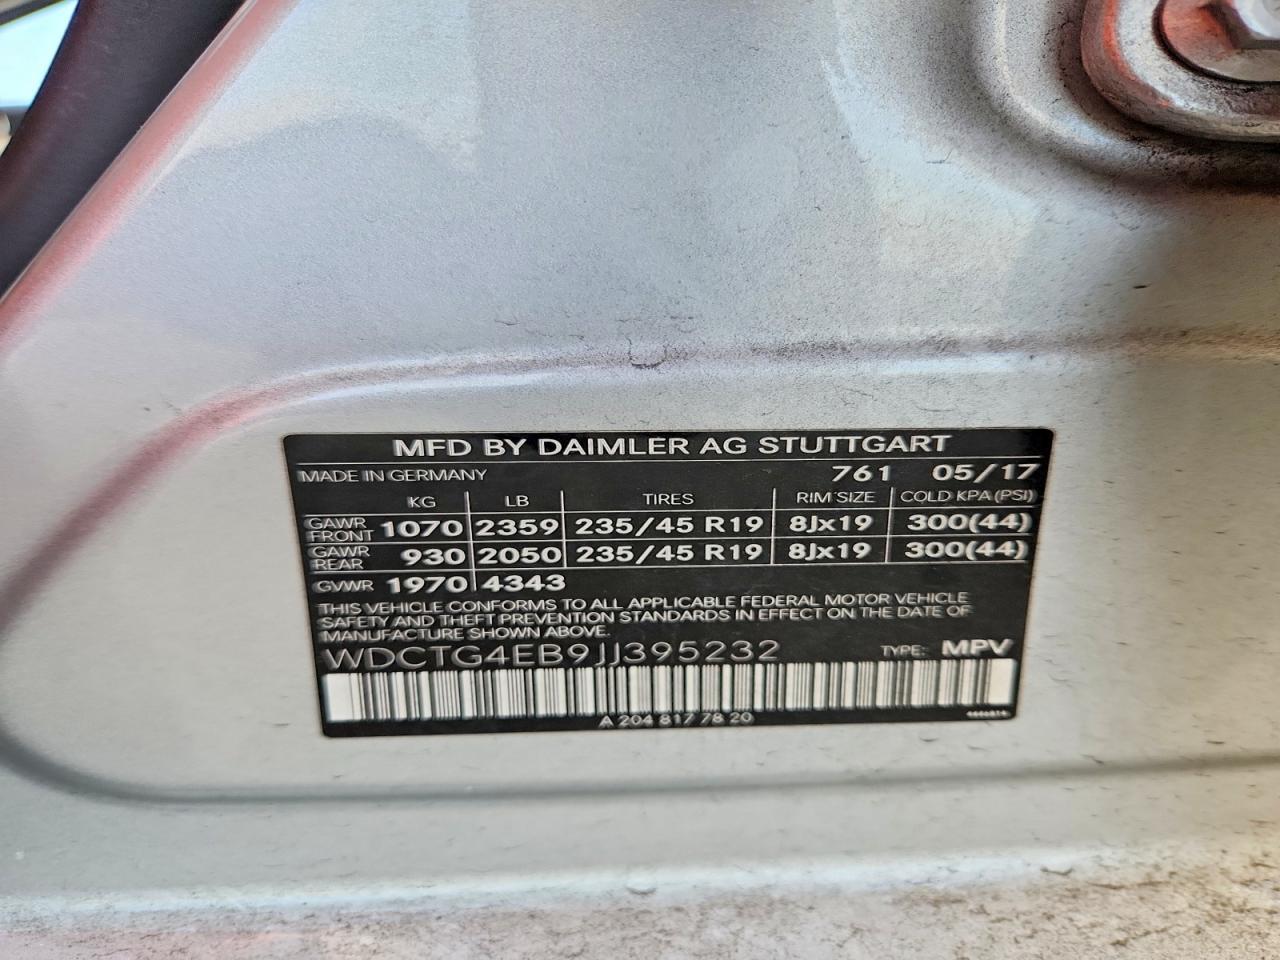 MFD BY DAIMLER AG STUTTGART
MADE IN GERMANY 761 05/17
KG LB TIRES RIM SIZE COLD KPA (PSI)
GAWR FRONT 1070 2359 235/45 R19 8Jx19 300(44)
GAWR REAR 930 2050 235/45 R19 8Jx19 300(44)
GVWR 1970 4343
THIS VEHICLE CONFORMS TO ALL APPLICABLE FEDERAL MOTOR VEHICLE
SAFETY AND THEFT PREVENTION STANDARDS IN EFFECT ON THE DATE OF
MANUFACTURE SHOWN ABOVE.
WDCTG4EB9JJ395232 TYPE: MPV
A 204 817 78 20